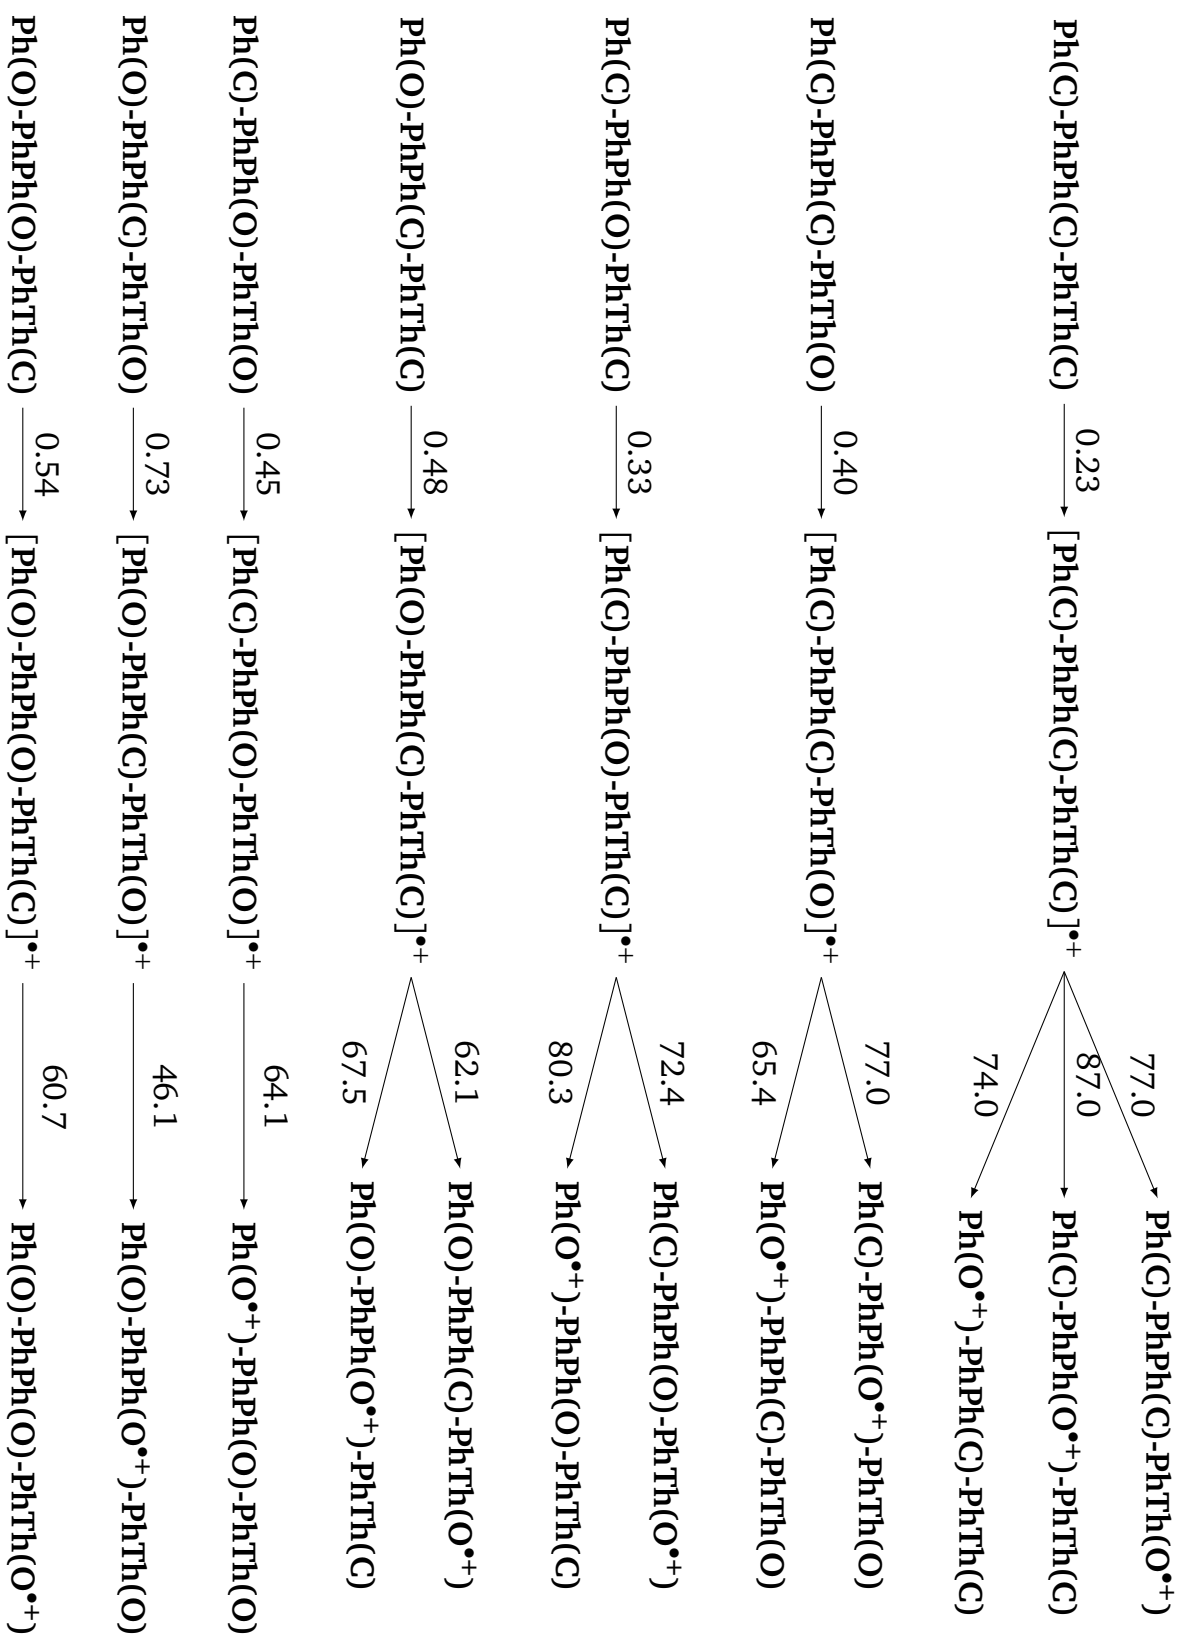 Ph(C)-PhPh(C)-PhTh(O•+)
77.0
0.23 87.0
Ph(C)-PhPh(C)-PhTh(C) [Ph(C)-PhPh(C)-PhTh(C)]•+ Ph(C)-PhPh(O•+)-PhTh(C)
74.0
Ph(O•+)-PhPh(C)-PhTh(C)
77.0 Ph(C)-PhPh(O•+)-PhTh(O)
0.40
Ph(C)-PhPh(C)-PhTh(O) [Ph(C)-PhPh(C)-PhTh(O)]•+
65.4 Ph(O•+)-PhPh(C)-PhTh(O)
72.4 Ph(C)-PhPh(O)-PhTh(O•+)
0.33
Ph(C)-PhPh(O)-PhTh(C) [Ph(C)-PhPh(O)-PhTh(C)]•+
80.3 Ph(O•+)-PhPh(O)-PhTh(C)
62.1 Ph(O)-PhPh(C)-PhTh(O•+)
0.48
Ph(O)-PhPh(C)-PhTh(C) [Ph(O)-PhPh(C)-PhTh(C)]•+
67.5 Ph(O)-PhPh(O•+)-PhTh(C)
0.45 64.1
Ph(C)-PhPh(O)-PhTh(O) [Ph(C)-PhPh(O)-PhTh(O)]•+ Ph(O•+)-PhPh(O)-PhTh(O)
0.73 46.1
Ph(O)-PhPh(C)-PhTh(O) [Ph(O)-PhPh(C)-PhTh(O)]•+ Ph(O)-PhPh(O•+)-PhTh(O)
0.54 60.7
Ph(O)-PhPh(O)-PhTh(C) [Ph(O)-PhPh(O)-PhTh(C)]•+ Ph(O)-PhPh(O)-PhTh(O•+)